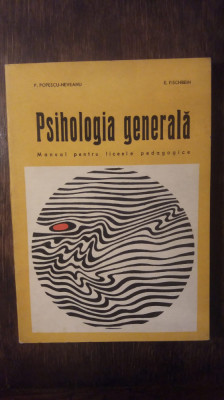 P. POPESCU-NEVEANU
E. FISCHBEIN
Psihologia generală
Manual pentru liceele pedagogice